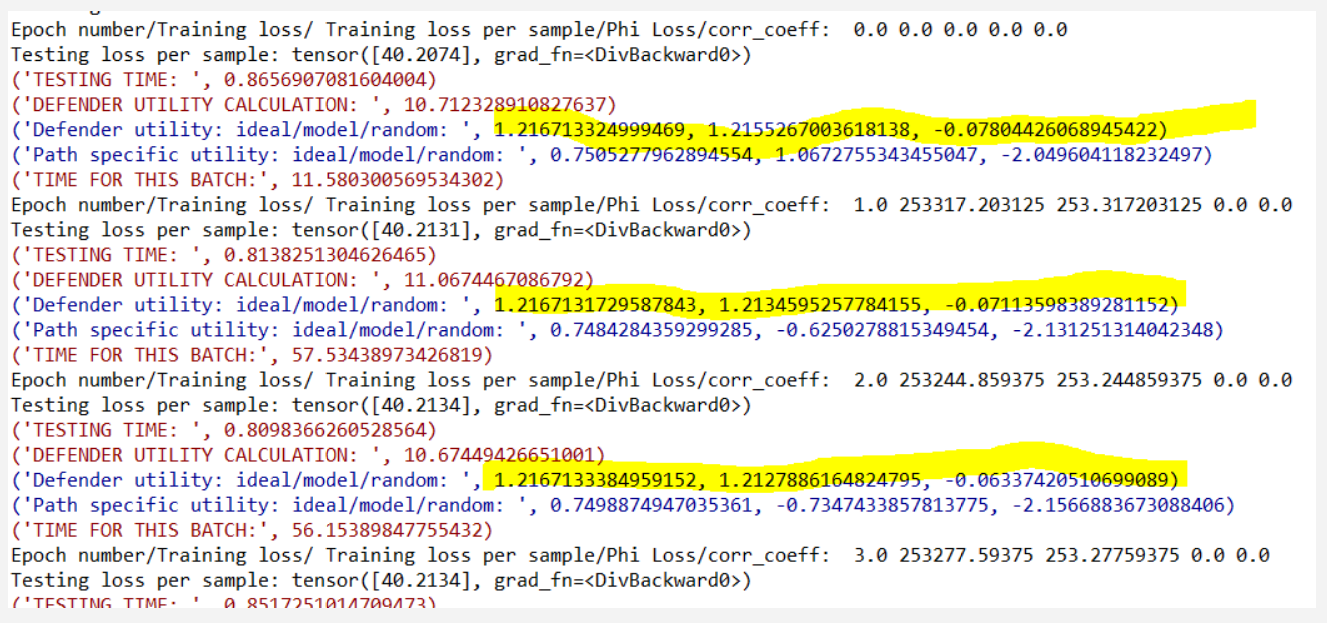 Epoch number/Training loss/ Training loss per sample/Phi Loss/corr_coeff:  0.0 0.0 0.0 0.0 0.0
Testing loss per sample: tensor([40.2074], grad_fn=<DivBackward0>)
('TESTING TIME: ', 0.8656907081604004)
('DEFENDER UTILITY CALCULATION: ', 10.712328910827637)
('Defender utility: ideal/model/random: ', 1.216713324999469, 1.2155267003618138, -0.07804426068945422)
('Path specific utility: ideal/model/random: ', 0.7505277962894554, 1.0672755343455047, -2.049604118232497)
('TIME FOR THIS BATCH:', 11.580300569534302)
Epoch number/Training loss/ Training loss per sample/Phi Loss/corr_coeff:  1.0 253317.203125 253.317203125 0.0 0.0
Testing loss per sample: tensor([40.2131], grad_fn=<DivBackward0>)
('TESTING TIME: ', 0.8138251304626465)
('DEFENDER UTILITY CALCULATION: ', 11.0674467086792)
('Defender utility: ideal/model/random: ', 1.2167131729587843, 1.2134595257784155, -0.07113598389281152)
('Path specific utility: ideal/model/random: ', 0.7484284359299285, -0.6250278815349454, -2.131251314042348)
('TIME FOR THIS BATCH:', 57.53438973426819)
Epoch number/Training loss/ Training loss per sample/Phi Loss/corr_coeff:  2.0 253244.859375 253.244859375 0.0 0.0
Testing loss per sample: tensor([40.2134], grad_fn=<DivBackward0>)
('TESTING TIME: ', 0.8098366260528564)
('DEFENDER UTILITY CALCULATION: ', 10.67449426651001)
('Defender utility: ideal/model/random: ', 1.2167133384959152, 1.2127886164824795, -0.06337420510699089)
('Path specific utility: ideal/model/random: ', 0.7498874947035361, -0.7347433857813775, -2.1566883673088406)
('TIME FOR THIS BATCH:', 56.15389847755432)
Epoch number/Training loss/ Training loss per sample/Phi Loss/corr_coeff:  3.0 253277.59375 253.27759375 0.0 0.0
Testing loss per sample: tensor([40.2134], grad_fn=<DivBackward0>)
('TESTING TIME: ', 0.8517251014709473)